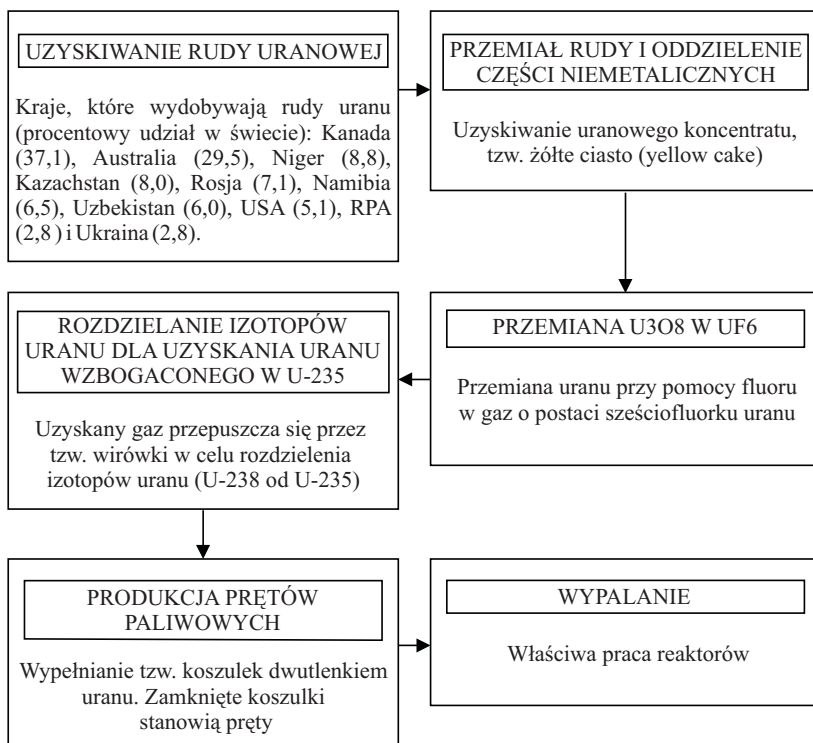 UZYSKIWANIE RUDY URANOWEJ
Kraje, które wydobywają rudy uranu
(procentowy udział w świecie): Kanada
(37,1), Australia (29,5), Niger (8,8),
Kazachstan (8,0), Rosja (7,1), Namibia
(6,5), Uzbekistan (6,0), USA (5,1), RPA
(2,8 ) i Ukraina (2,8).
PRZEMIAŁ RUDY I ODDZIELENIE
CZĘŚCI NIEMETALICZNYCH
Uzyskiwanie uranowego koncentratu,
tzw. żółte ciasto (yellow cake)
PRZEMIANA U3O8 W UF6
Przemiana uranu przy pomocy fluoru
w gaz o postaci sześciofluorku uranu
ROZDZIELANIE IZOTOPÓW
URANU DLA UZYSKANIA URANU
WZBOGACONEGO W U-235
Uzyskany gaz przepuszcza się przez
tzw. wirówki w celu rozdzielenia
izotopów uranu (U-238 od U-235)
PRODUKCJA PRĘTÓW
PALIWOWYCH
Wypełnianie tzw. koszulek dwutlenkiem
uranu. Zamknięte koszulki
stanowią pręty
WYPALANIE
Właściwa praca reaktorów